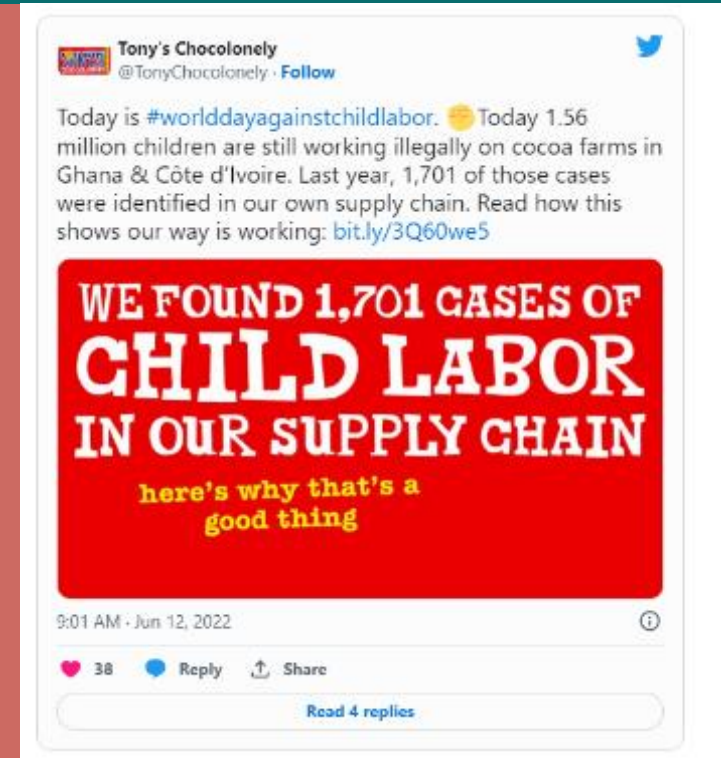 Tony's Chocolonely
@TonyChocolonely · Follow
Today is #worlddayagainstchildlabor. ✊Today 1.56
million children are still working illegally on cocoa farms in
Ghana & Côte d'Ivoire. Last year, 1,701 of those cases
were identified in our own supply chain. Read how this
shows our way is working: bit.ly/3Q60we5
WE FOUND 1,701 CASES OF
CHILD LABOR
IN OUR SUPPLY CHAIN
here's why that's a
good thing
9:01 AM · Jun 12, 2022
38 Reply Share
Read 4 replies